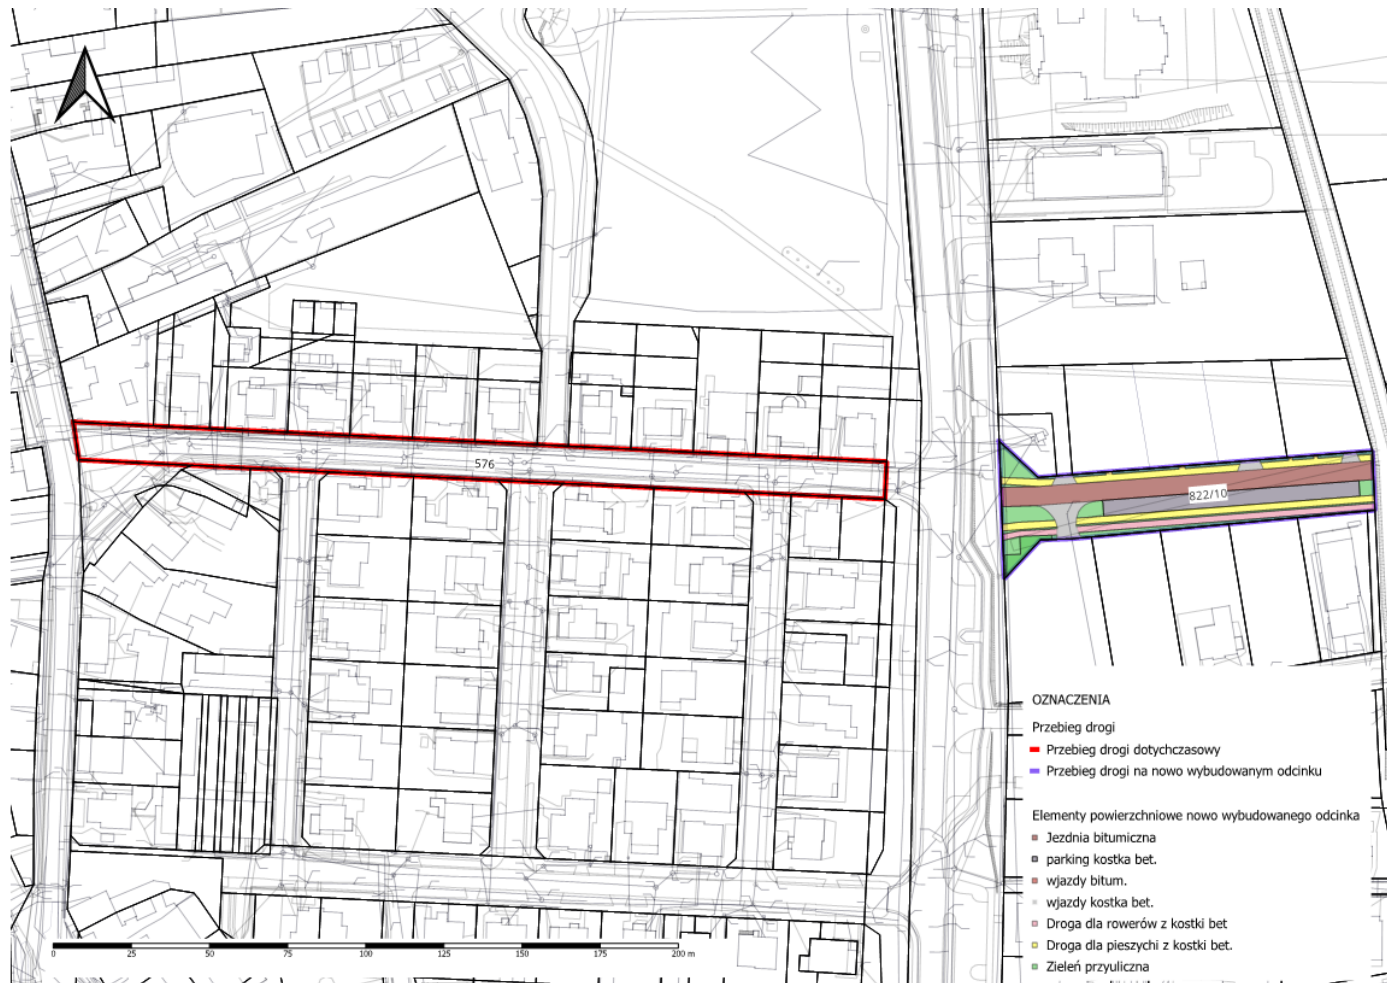 576
822/10
OZNACZENIA
Przebieg drogi
Przebieg drogi dotychczasowy
Przebieg drogi na nowo wybudowanym odcinku
Elementy powierzchniowe nowo wybudowanego odcinka
Jezdnia bitumiczna
parking kostka bet.
wjazdy bitum.
wjazdy kostka bet.
Droga dla rowerów z kostki bet
Droga dla pieszychi z kostki bet.
Zieleń przyuliczna
0 25 50 75 100 125 150 175 200 m